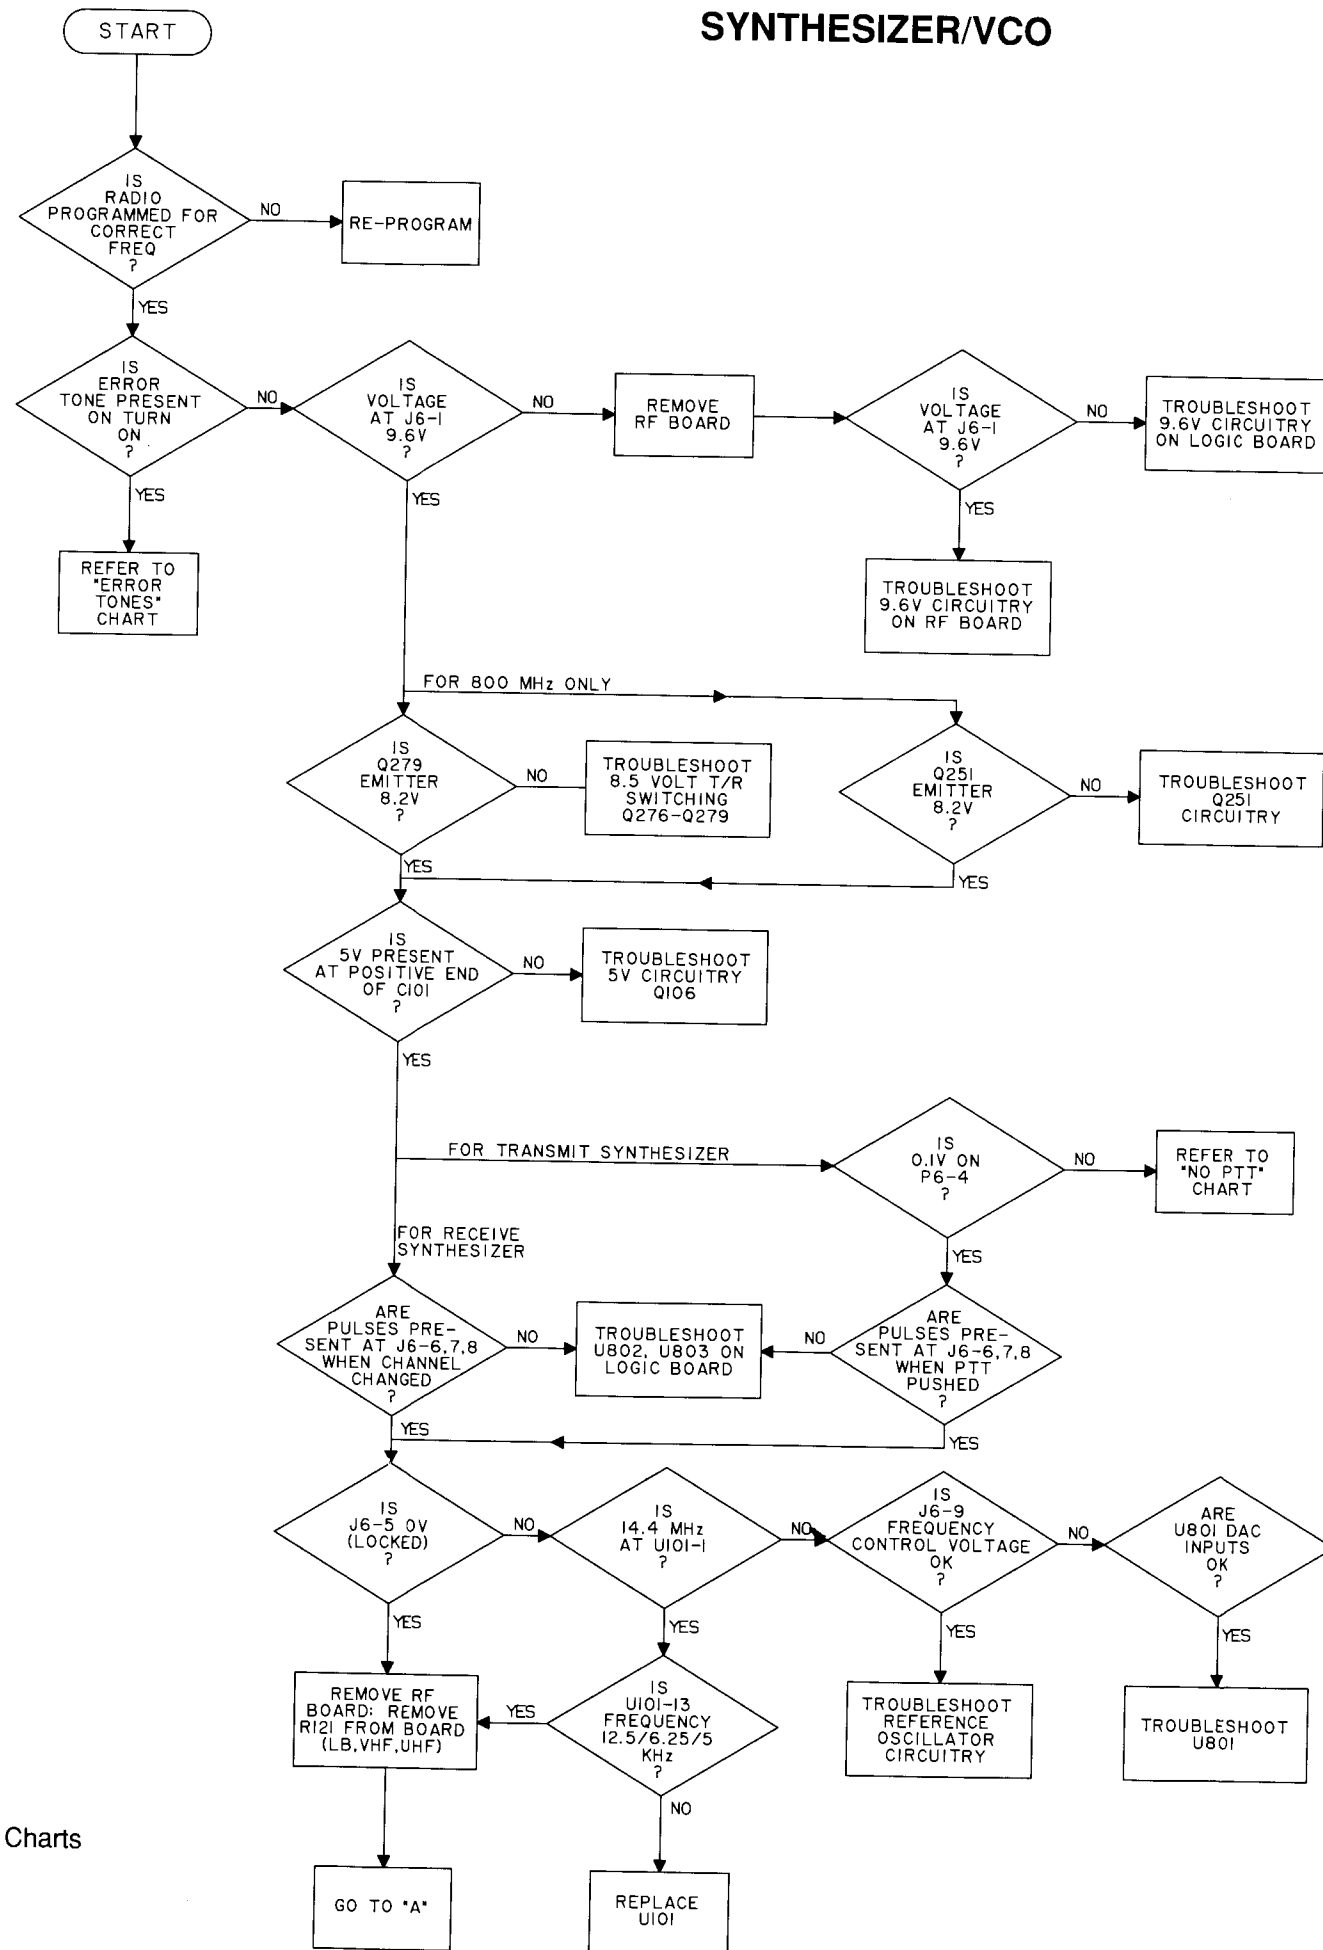 SYNTHESIZER/VCO
START
IS
RADIO
PROGRAMMED FOR
CORRECT
FREQ
?
NO
RE-PROGRAM
YES
IS
ERROR
TONE PRESENT
ON TURN
ON
?
NO
IS
VOLTAGE
AT J6-1
9.6V
?
NO
REMOVE
RF BOARD
IS
VOLTAGE
AT J6-1
9.6V
?
NO
TROUBLESHOOT
9.6V CIRCUITRY
ON LOGIC BOARD
YES
REFER TO
"ERROR
TONES"
CHART
YES
YES
TROUBLESHOOT
9.6V CIRCUITRY
ON RF BOARD
FOR 800 MHz ONLY
IS
Q279
EMITTER
8.2V
?
NO
TROUBLESHOOT
8.5 VOLT T/R
SWITCHING
Q276-Q279
IS
Q251
EMITTER
8.2V
?
NO
TROUBLESHOOT
Q251
CIRCUITRY
YES
YES
IS
5V PRESENT
AT POSITIVE END
OF C101
?
NO
TROUBLESHOOT
5V CIRCUITRY
Q106
YES
FOR TRANSMIT SYNTHESIZER
IS
0.1V ON
P6-4
?
NO
REFER TO
"NO PTT"
CHART
FOR RECEIVE
SYNTHESIZER
YES
ARE
PULSES PRE-
SENT AT J6-6,7,8
WHEN CHANNEL
CHANGED
?
NO
TROUBLESHOOT
U802, U803 ON
LOGIC BOARD
NO
ARE
PULSES PRE-
SENT AT J6-6,7,8
WHEN PTT
PUSHED
?
YES
YES
IS
J6-5 0V
(LOCKED)
?
NO
IS
14.4 MHz
AT U101-1
?
NO
IS
J6-9
FREQUENCY
CONTROL VOLTAGE
OK
?
NO
ARE
U801 DAC
INPUTS
OK
?
YES
YES
YES
YES
REMOVE RF
BOARD: REMOVE
R121 FROM BOARD
(LB,VHF,UHF)
YES
IS
U101-13
FREQUENCY
12.5/6.25/5
KHz
?
TROUBLESHOOT
REFERENCE
OSCILLATOR
CIRCUITRY
TROUBLESHOOT
U801
NO
Charts
GO TO "A"
REPLACE
U101